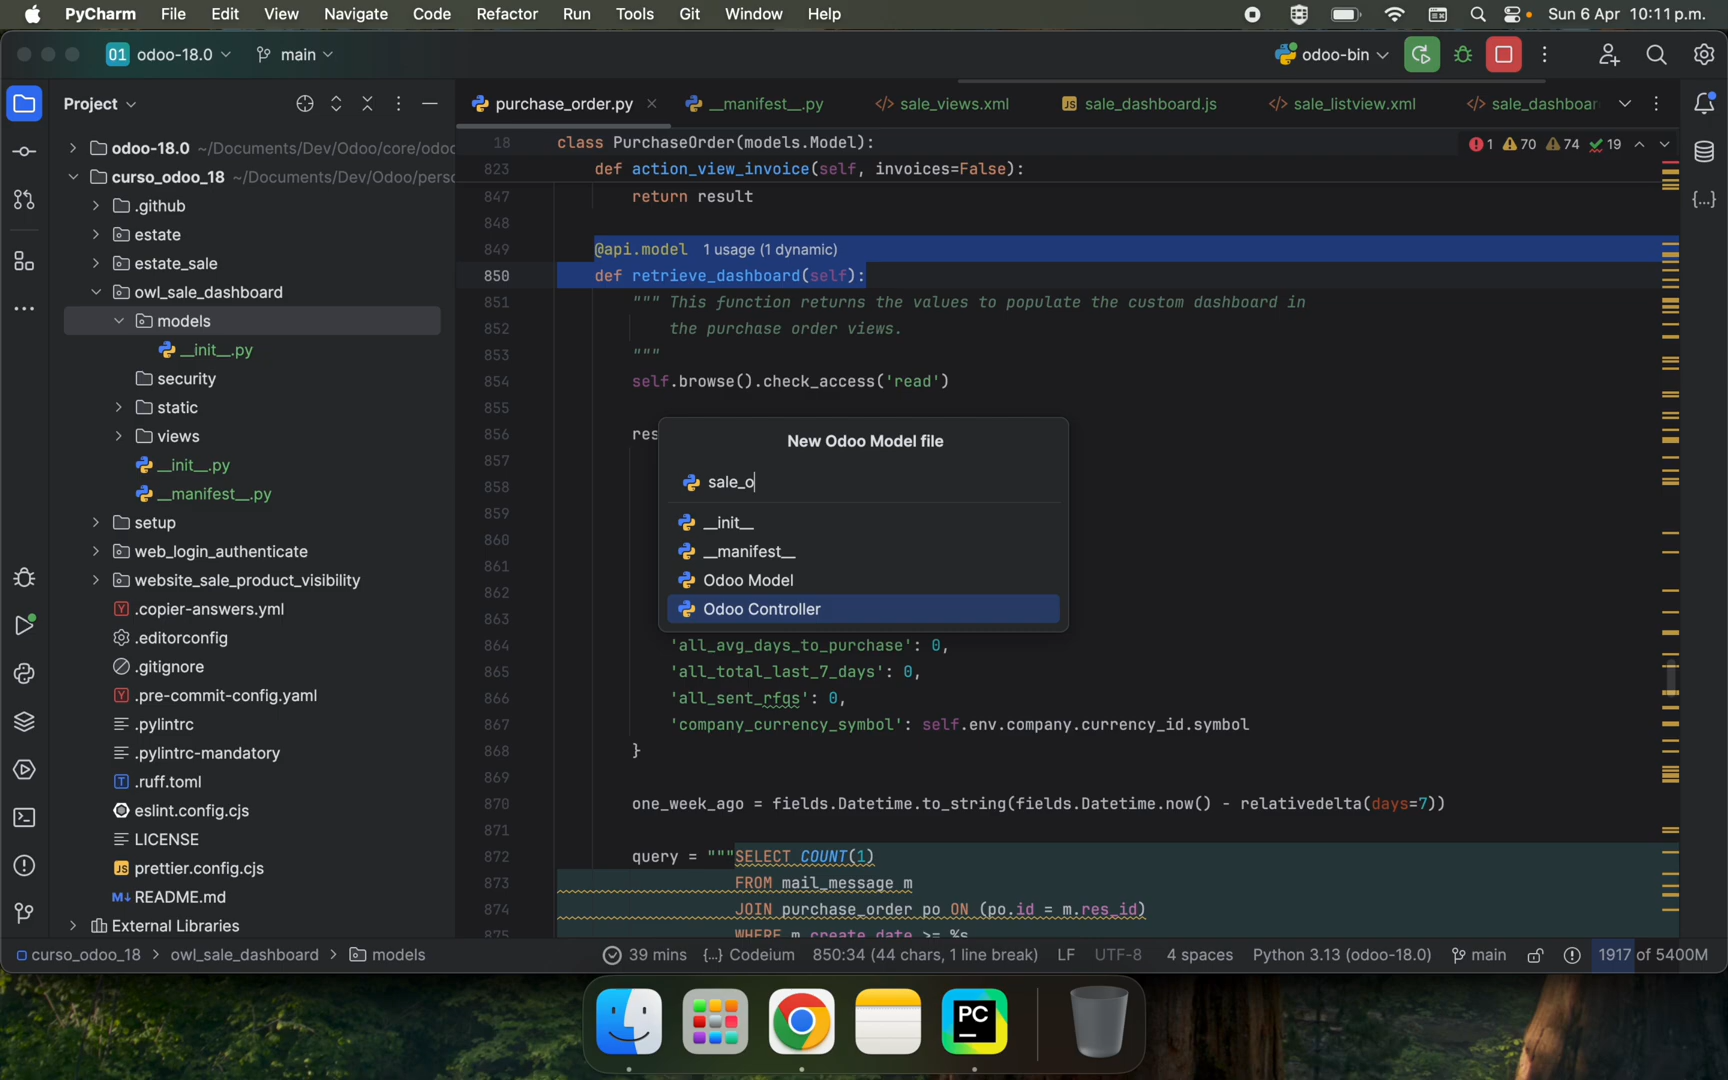 PyCharm File Edit View Navigate Code Refactor Run Tools Git Window Help Sun 6 Apr 10:11 p.m.
01 odoo-18.0 main odoo-bin
Project
purchase_order.py __manifest__.py </> sale_views.xml JS sale_dashboard.js </> sale_listview.xml </> sale_dashboar
odoo-18.0 ~/Documents/Dev/Odoo/core/odoo
curso_odoo_18 ~/Documents/Dev/Odoo/perso
.github
estate
estate_sale
owl_sale_dashboard
models
__init__.py
security
static
views
__init__.py
__manifest__.py
setup
web_login_authenticate
website_sale_product_visibility
Y .copier-answers.yml
.editorconfig
.gitignore
Y .pre-commit-config.yaml
.pylintrc
.pylintrc-mandatory
T .ruff.toml
eslint.config.cjs
LICENSE
JS prettier.config.cjs
M↓ README.md
External Libraries
1 70 74 19
18 class PurchaseOrder(models.Model):
823 def action_view_invoice(self, invoices=False):
847 return result
848
849 @api.model 1 usage (1 dynamic)
850 def retrieve_dashboard(self):
851 """ This function returns the values to populate the custom dashboard in
852 the purchase order views.
853 """
854 self.browse().check_access('read')
855
856 res
857
858
859
860
861
862
863
864 'all_avg_days_to_purchase': 0,
865 'all_total_last_7_days': 0,
866 'all_sent_rfqs': 0,
867 'company_currency_symbol': self.env.company.currency_id.symbol
868 }
869
870 one_week_ago = fields.Datetime.to_string(fields.Datetime.now() - relativedelta(days=7))
871
872 query = """SELECT COUNT(1)
873 FROM mail_message m
874 JOIN purchase_order po ON (po.id = m.res_id)
875 WHERE m.create_date >= %s
New Odoo Model file
sale_o
__init__
__manifest__
Odoo Model
Odoo Controller
curso_odoo_18 > owl_sale_dashboard > models 39 mins {...} Codeium 850:34 (44 chars, 1 line break) LF UTF-8 4 spaces Python 3.13 (odoo-18.0) main 1917 of 5400M
PC